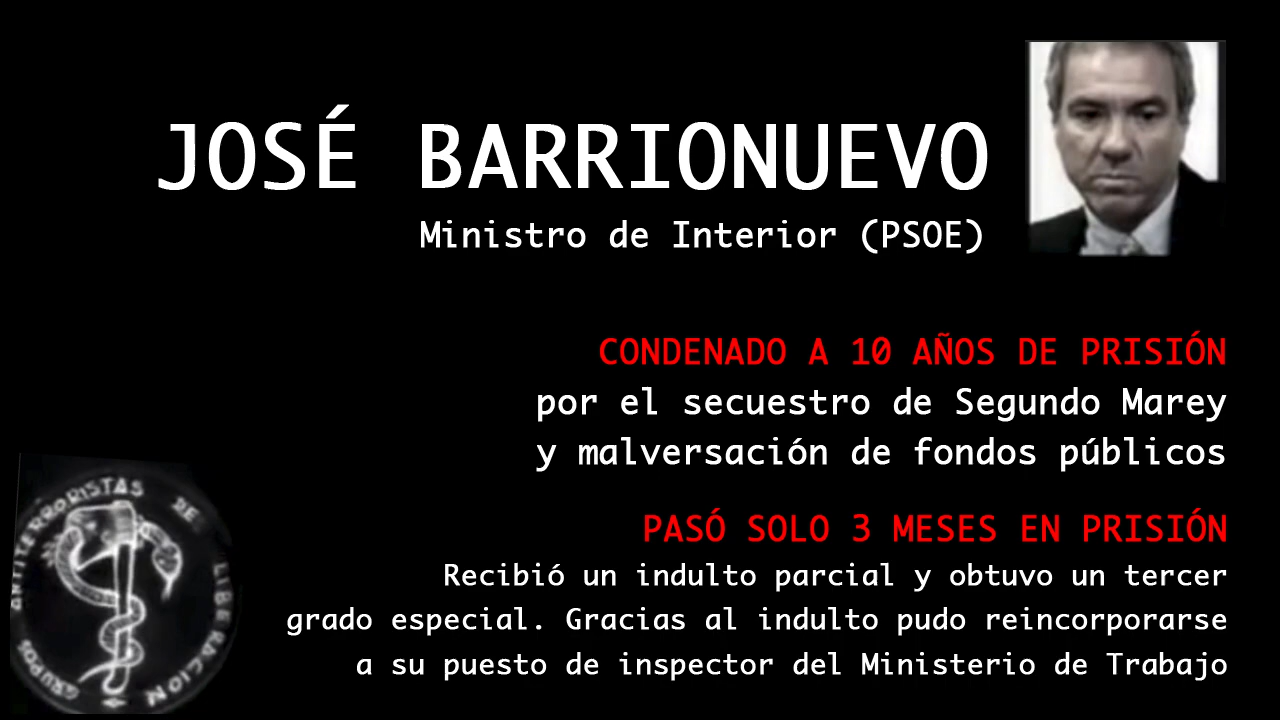 JOSÉ BARRIONUEVO
Ministro de Interior (PSOE)
CONDENADO A 10 AÑOS DE PRISIÓN
por el secuestro de Segundo Marey
y malversación de fondos públicos
PASÓ SOLO 3 MESES EN PRISIÓN
Recibió un indulto parcial y obtuvo un tercer
grado especial. Gracias al indulto pudo reincorporarse
a su puesto de inspector del Ministerio de Trabajo
GRUPOS ANTITERRORISTAS DE LIBERACION